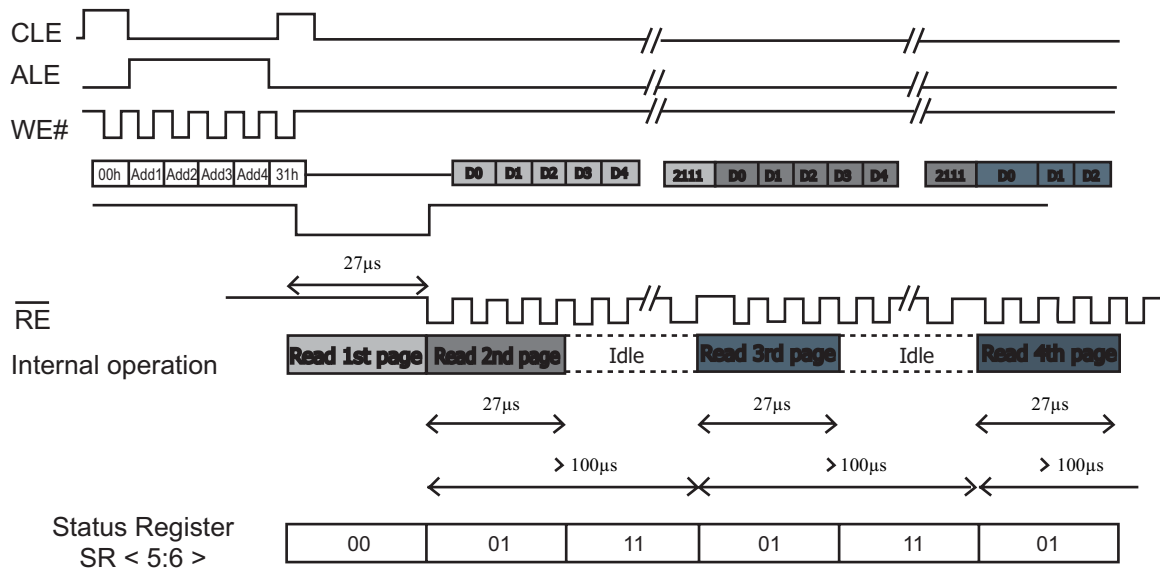 CLE
ALE
WE#
00h Add1 Add2 Add3 Add4 31h D0 D1 D2 D3 D4 2111 D0 D1 D2 D3 D4 2111 D0 D1 D2
27µs
RE
Internal operation Read 1st page Read 2nd page Idle Read 3rd page Idle Read 4th page
27µs 27µs 27µs
> 100µs > 100µs > 100µs
Status Register
SR < 5:6 > 00 01 11 01 11 01